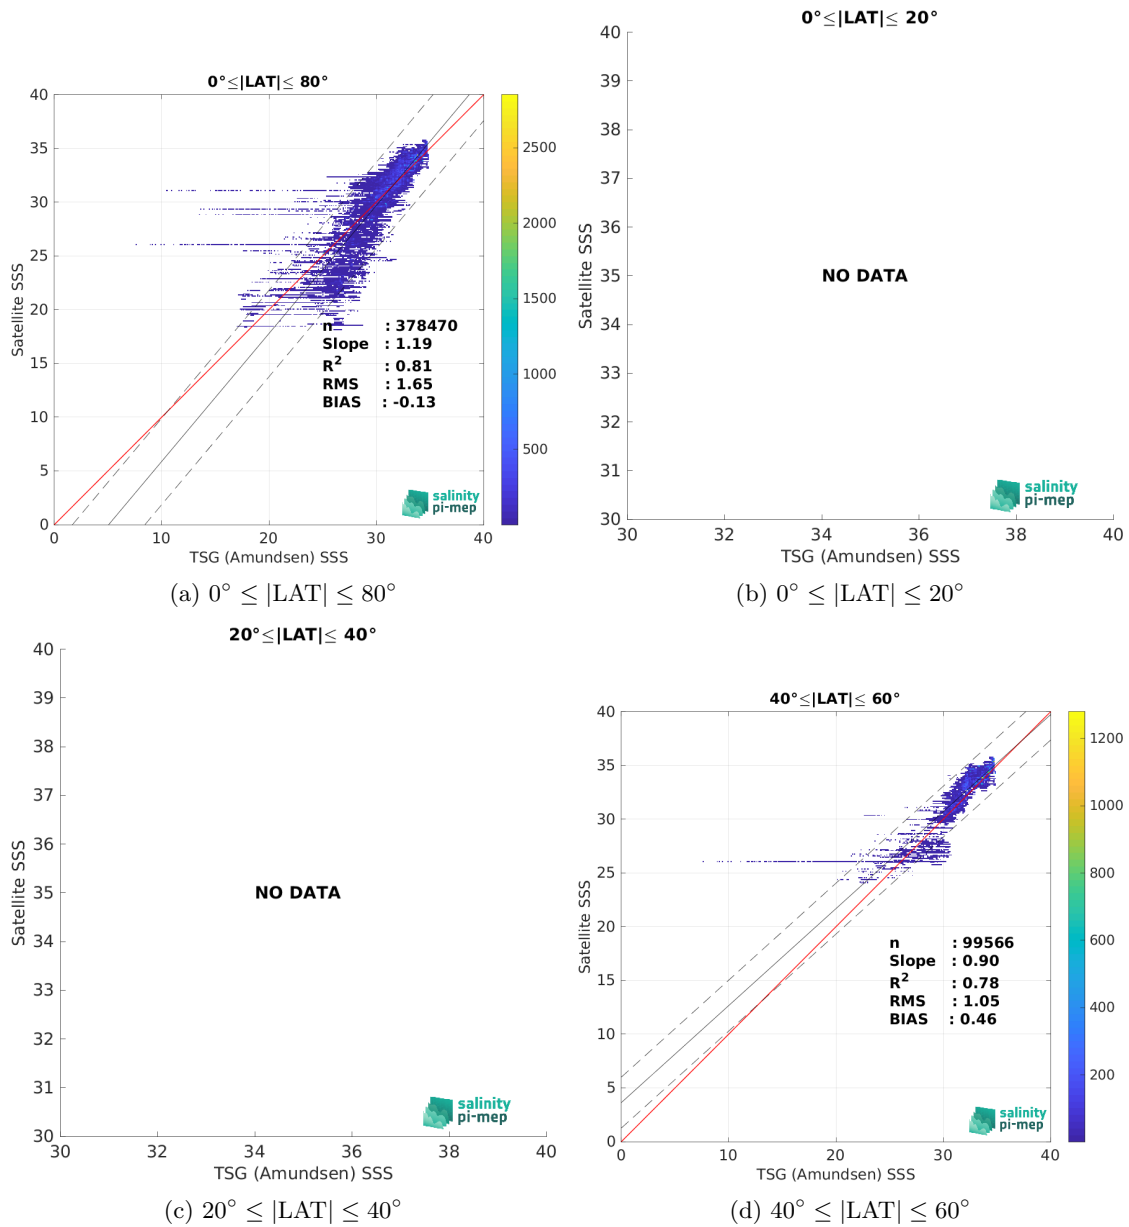 0°≤|LAT|≤ 80°
40
35
30
25
20
15
10
5
0
Satellite SSS
0
10
20
30
40
TSG (Amundsen) SSS
n : 378470
Slope : 1.19
R² : 0.81
RMS : 1.65
BIAS : -0.13
2500
2000
1500
1000
500
salinity
pi-mep
(a) 0° ≤ |LAT| ≤ 80°
0°≤|LAT|≤ 20°
40
39
38
37
36
35
34
33
32
31
30
Satellite SSS
NO DATA
30
32
34
36
38
40
TSG (Amundsen) SSS
salinity
pi-mep
(b) 0° ≤ |LAT| ≤ 20°
20°≤|LAT|≤ 40°
40
39
38
37
36
35
34
33
32
31
30
Satellite SSS
NO DATA
30
32
34
36
38
40
TSG (Amundsen) SSS
salinity
pi-mep
(c) 20° ≤ |LAT| ≤ 40°
40°≤|LAT|≤ 60°
40
35
30
25
20
15
10
5
0
Satellite SSS
0
10
20
30
40
TSG (Amundsen) SSS
n : 99566
Slope : 0.90
R² : 0.78
RMS : 1.05
BIAS : 0.46
1200
1000
800
600
400
200
salinity
pi-mep
(d) 40° ≤ |LAT| ≤ 60°